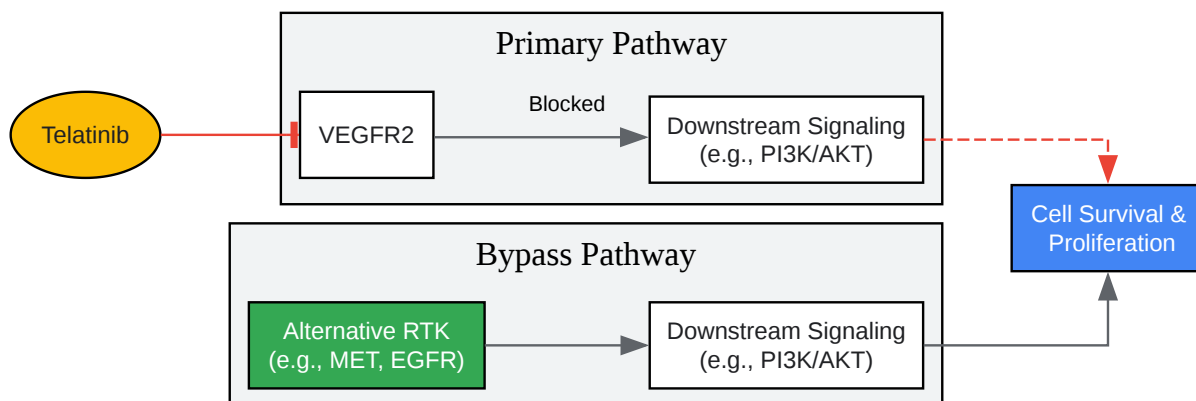 Primary Pathway
Telatinib
VEGFR2
Blocked
Downstream Signaling
(e.g., PI3K/AKT)
Cell Survival &
Proliferation
Bypass Pathway
Alternative RTK
(e.g., MET, EGFR)
Downstream Signaling
(e.g., PI3K/AKT)